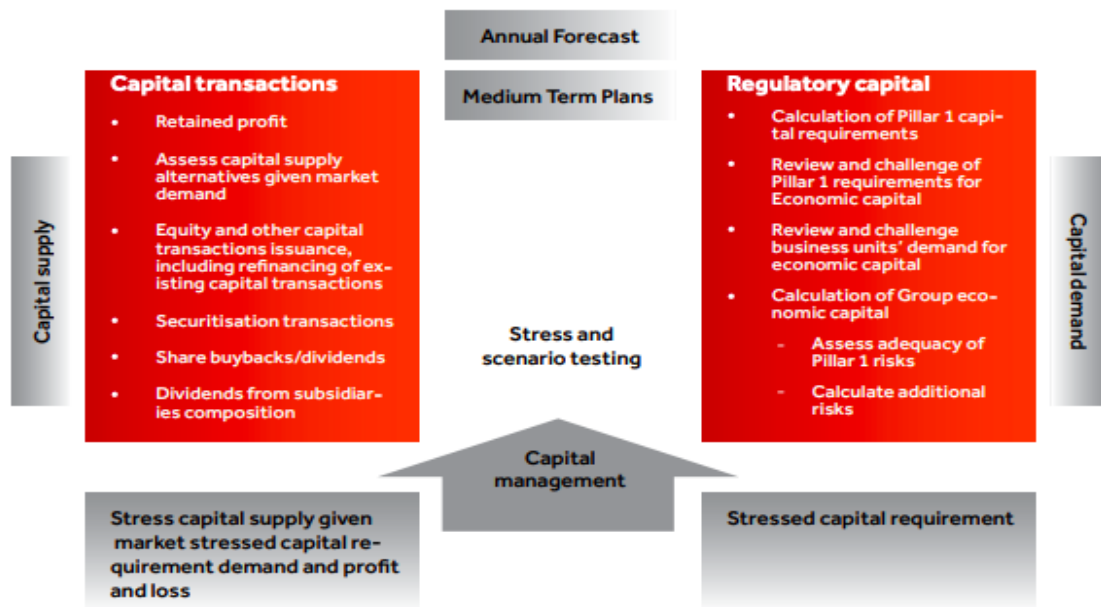 Annual Forecast
Medium Term Plans
Capital supply
Capital transactions
• Retained profit
• Assess capital supply
alternatives given market
demand
• Equity and other capital
transactions issuance,
including refinancing of ex-
isting capital transactions
• Securitisation transactions
• Share buybacks/dividends
• Dividends from subsidiar-
ies composition
Stress and
scenario testing
Regulatory capital
• Calculation of Pillar 1 capi-
tal requirements
• Review and challenge of
Pillar 1 requirements for
Economic capital
• Review and challenge
business units’ demand for
economic capital
• Calculation of Group eco-
nomic capital
- Assess adequacy of
Pillar 1 risks
- Calculate additional
risks
Capital demand
Capital
management
Stress capital supply given
market stressed capital re-
quirement demand and profit
and loss
Stressed capital requirement